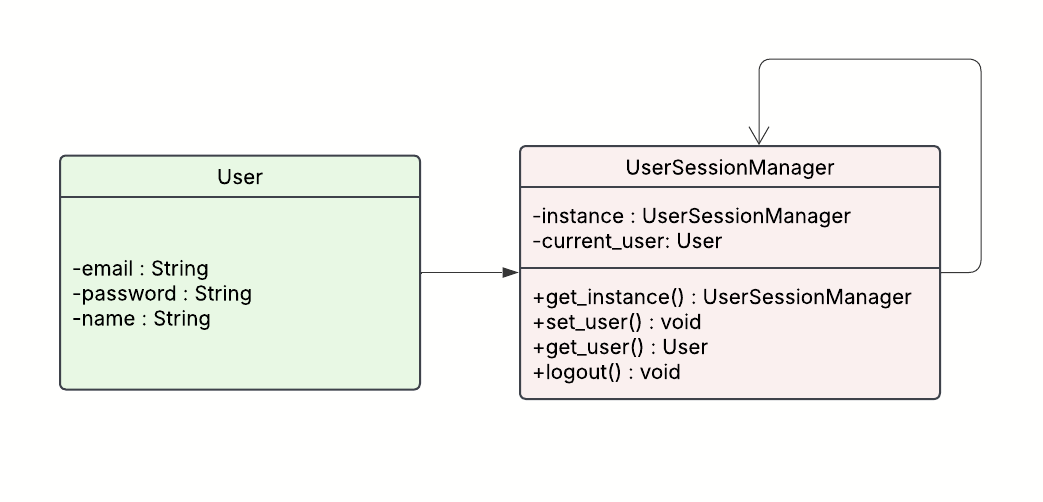 User
-email : String
-password : String
-name : String
UserSessionManager
-instance : UserSessionManager
-current_user: User
+get_instance() : UserSessionManager
+set_user() : void
+get_user() : User
+logout() : void